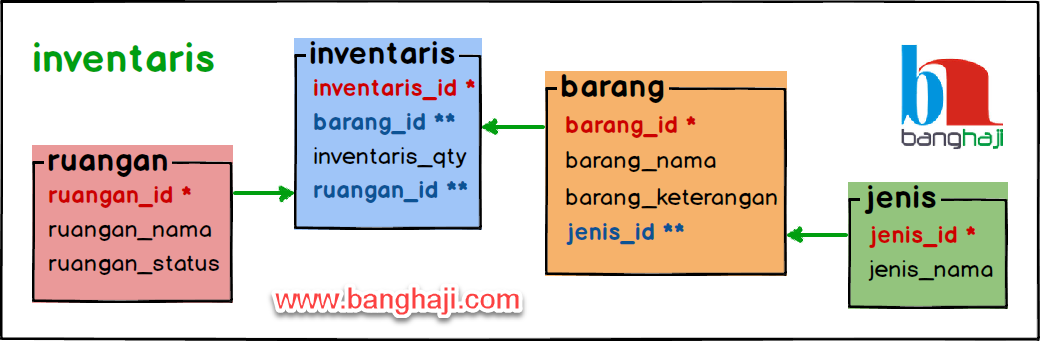 inventaris
ruangan
ruangan_id *
ruangan_nama
ruangan_status
inventaris
inventaris_id *
barang_id **
inventaris_qty
ruangan_id **
barang
barang_id *
barang_nama
barang_keterangan
jenis_id **
banghaji
jenis
jenis_id *
jenis_nama
www.banghaji.com